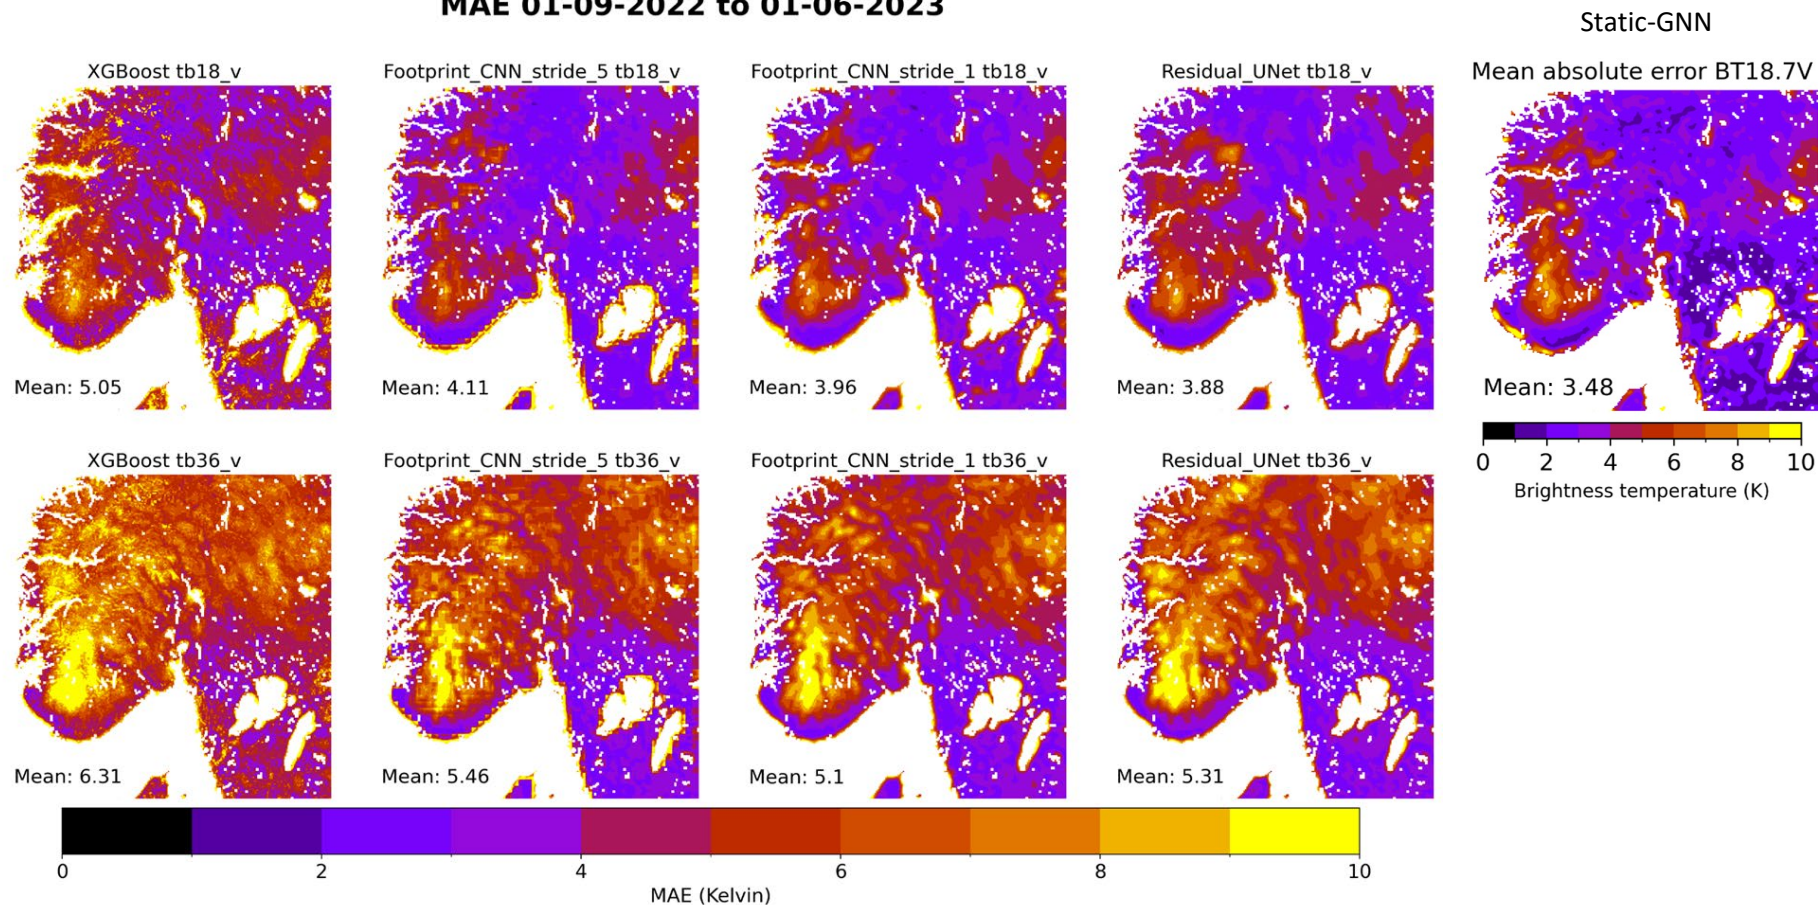 MAE 01-09-2022 to 01-06-2023
Static-GNN
XGBoost tb18_v
Footprint_CNN_stride_5 tb18_v
Footprint_CNN_stride_1 tb18_v
Residual_UNet tb18_v
Mean absolute error BT18.7V
Mean: 5.05
Mean: 4.11
Mean: 3.96
Mean: 3.88
Mean: 3.48
0 2 4 6 8 10
Brightness temperature (K)
XGBoost tb36_v
Footprint_CNN_stride_5 tb36_v
Footprint_CNN_stride_1 tb36_v
Residual_UNet tb36_v
Mean: 6.31
Mean: 5.46
Mean: 5.1
Mean: 5.31
0 2 4 6 8 10
MAE (Kelvin)